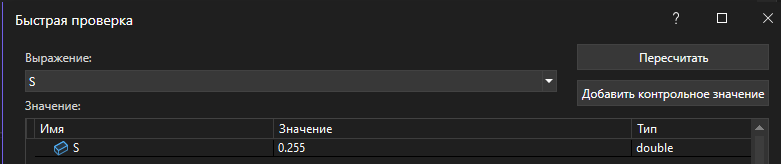 Быстрая проверка
Выражение:
Пересчитать
S
Добавить контрольное значение
Значение:
Имя Значение Тип
S 0.255 double